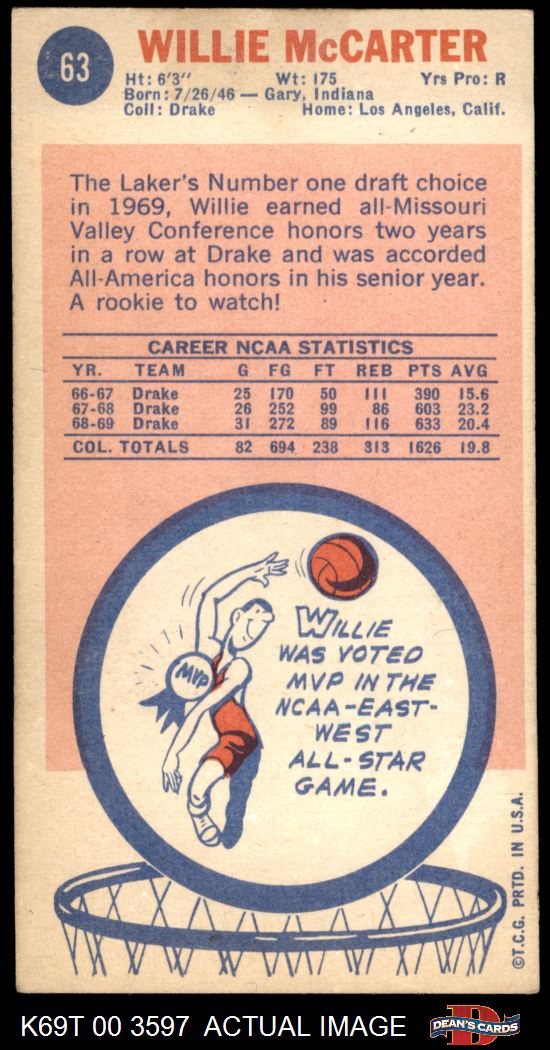 63
WILLIE McCARTER
Ht: 6'3" Wt: 175 Yrs Pro: R
Born: 7/26/46 — Gary, Indiana
Coll: Drake Home: Los Angeles, Calif.
The Laker's Number one draft choice
in 1969, Willie earned all-Missouri
Valley Conference honors two years
in a row at Drake and was accorded
All-America honors in his senior year.
A rookie to watch!
CAREER NCAA STATISTICS
YR. TEAM G FG FT REB PTS AVG
66-67 Drake 25 170 50 111 390 15.6
67-68 Drake 26 252 99 86 603 23.2
68-69 Drake 31 272 89 116 633 20.4
COL. TOTALS 82 694 238 313 1626 19.8
MVP
WILLIE
WAS VOTED
MVP IN THE
NCAA-EAST-
WEST
ALL-STAR
GAME.
©T.C.G. PRTD. IN U.S.A.
K69T 00 3597 ACTUAL IMAGE
D
DEAN'S CARDS